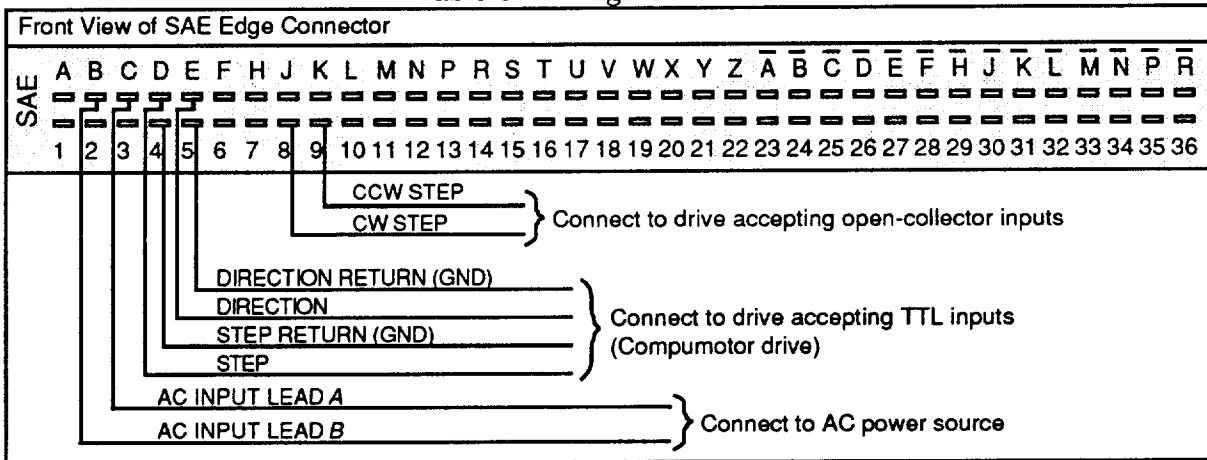 Front View of SAE Edge Connector
SAE
A B C D E F H J K L M N P R S T U V W X Y Z A̅ B̅ C̅ D̅ E̅ F̅ H̅ J̅ K̅ L̅ M̅ N̅ P̅ R̅
1 2 3 4 5 6 7 8 9 10 11 12 13 14 15 16 17 18 19 20 21 22 23 24 25 26 27 28 29 30 31 32 33 34 35 36
CCW STEP
CW STEP
Connect to drive accepting open-collector inputs
DIRECTION RETURN (GND)
DIRECTION
STEP RETURN (GND)
STEP
Connect to drive accepting TTL inputs
(Compumotor drive)
AC INPUT LEAD A
AC INPUT LEAD B
Connect to AC power source